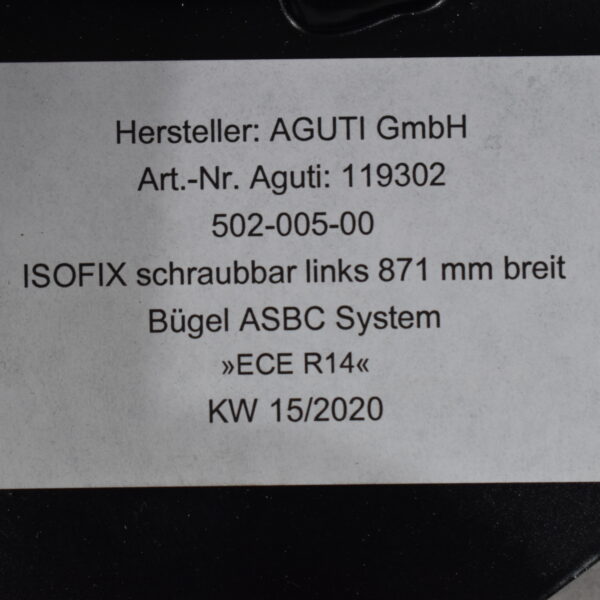 Hersteller: AGUTI GmbH
Art.-Nr. Aguti: 119302
502-005-00
ISOFIX schraubbar links 871 mm breit
Bügel ASBC System
»ECE R14«
KW 15/2020